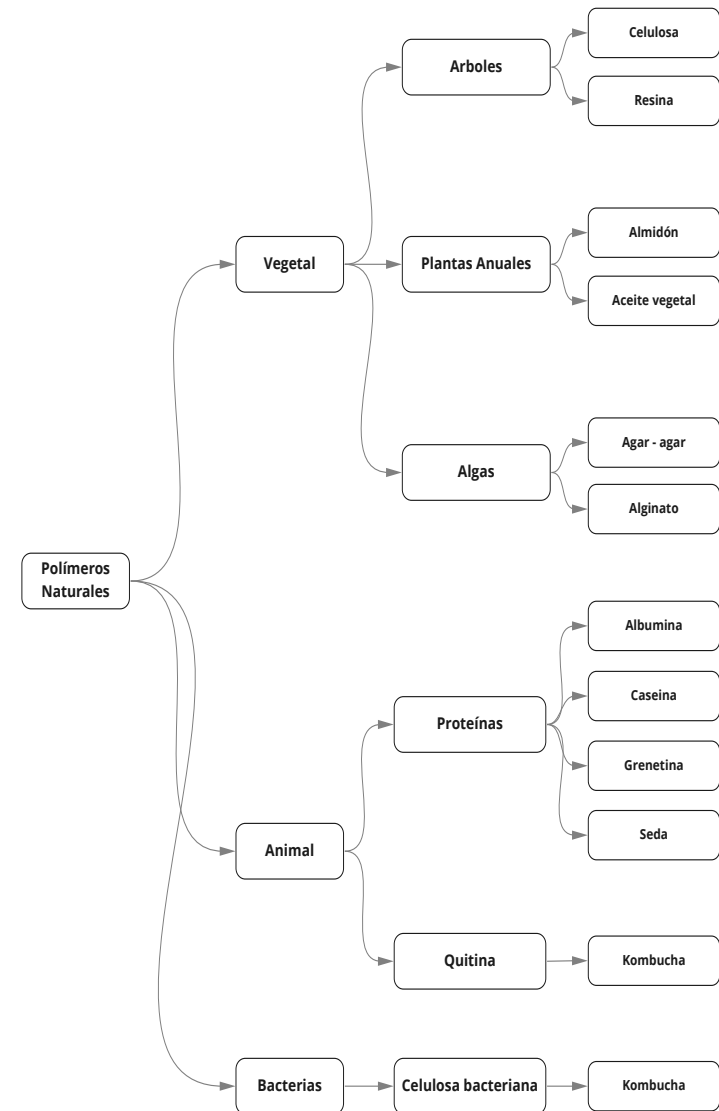 Celulosa
Arboles
Resina
Almidón
Vegetal
Plantas Anuales
Aceite vegetal
Agar - agar
Algas
Alginato
Polímeros
Naturales
Albumina
Caseina
Proteínas
Grenetina
Seda
Animal
Quitina
Kombucha
Bacterias
Celulosa bacteriana
Kombucha